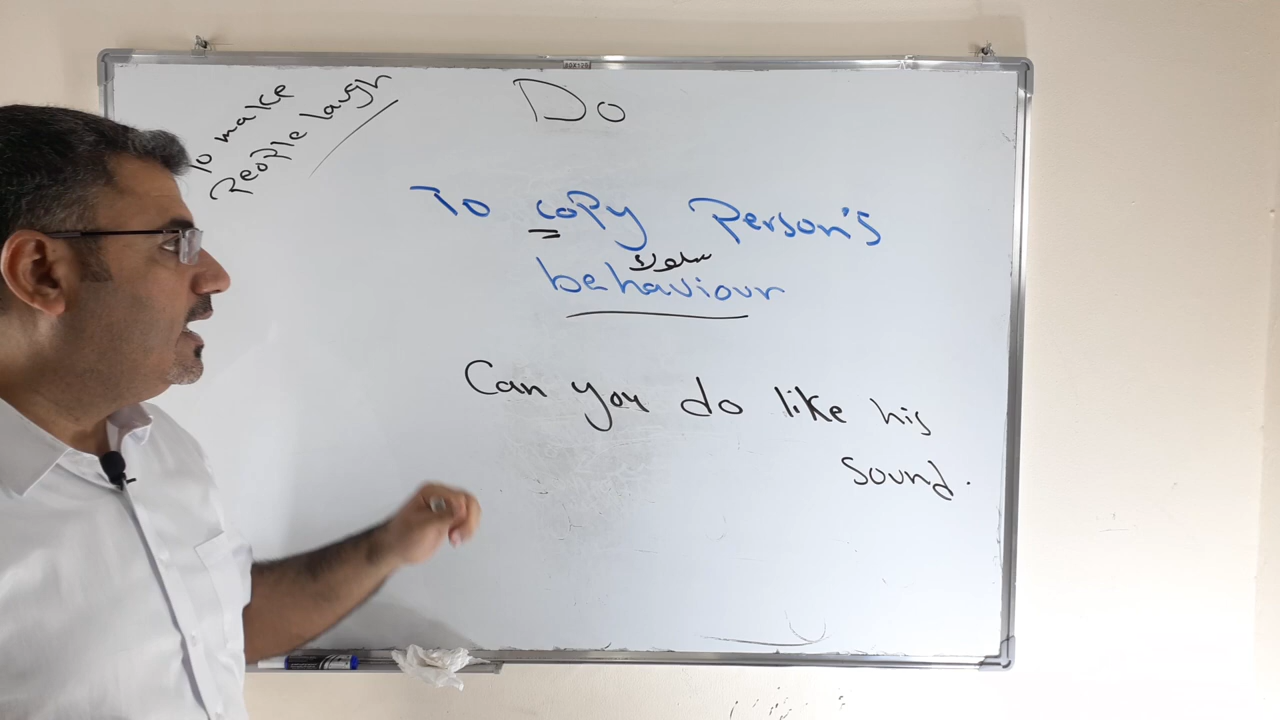 To make
People laugh
Do
To copy Person's
سلوك
behaviour
Can you do like his
Sound.